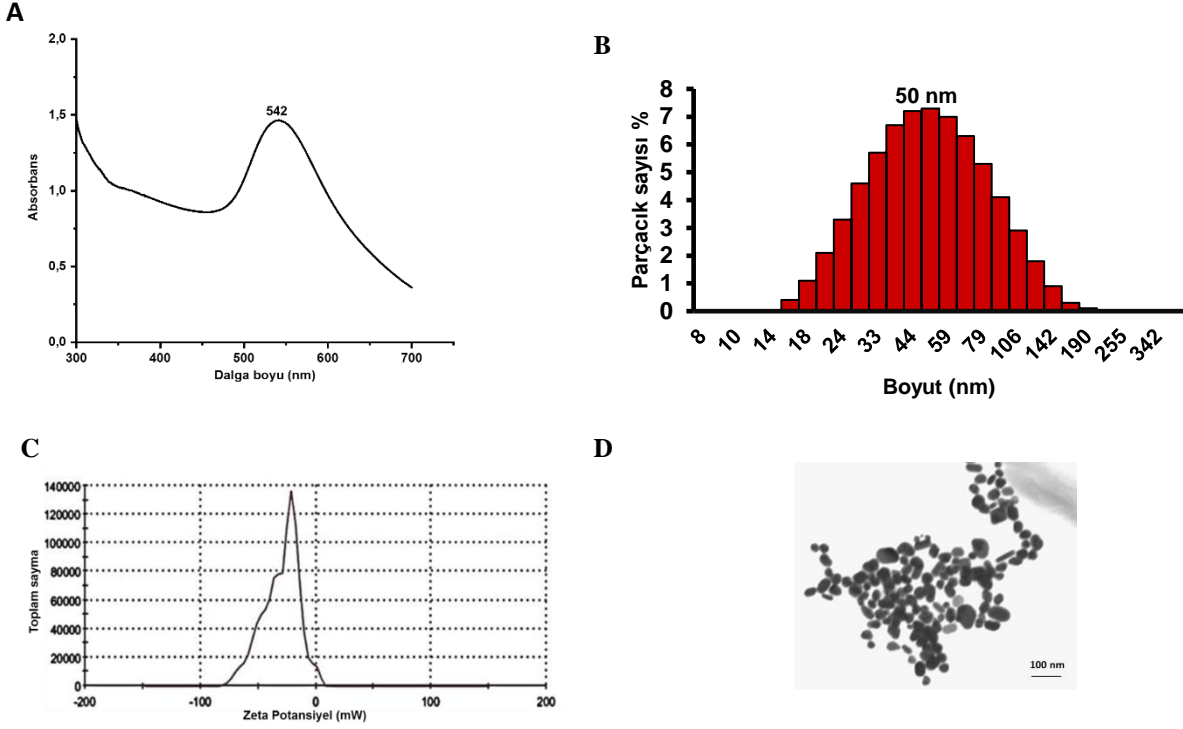 A
2,0
1,5
1,0
0,5
0,0
542
300 400 500 600 700
Absorbans
Dalga boyu (nm)
B
50 nm
8
7
6
5
4
3
2
1
0
Parçacık sayısı %
8 10 14 18 24 33 44 59 79 106 142 190 255 342
Boyut (nm)
C
140000
120000
100000
80000
60000
40000
20000
0
Toplam sayma
-200 -100 0 100 200
Zeta Potansiyel (mW)
D
100 nm